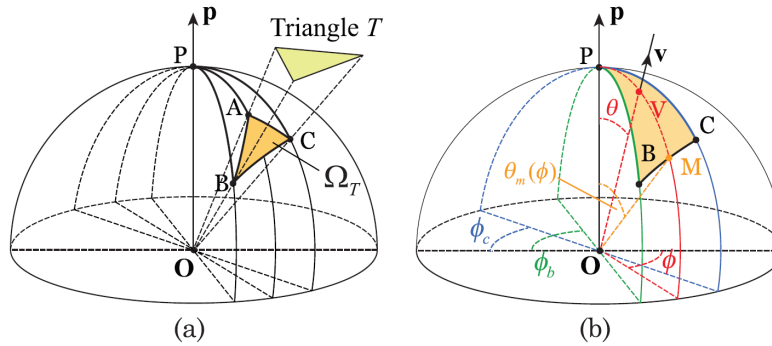 p
Triangle T
P
A
C
B
Ω_T
O
(a)
p
v
P
θ
V
C
B
M
θ_m(ϕ)
ϕ_c
ϕ_b
O
ϕ
(b)